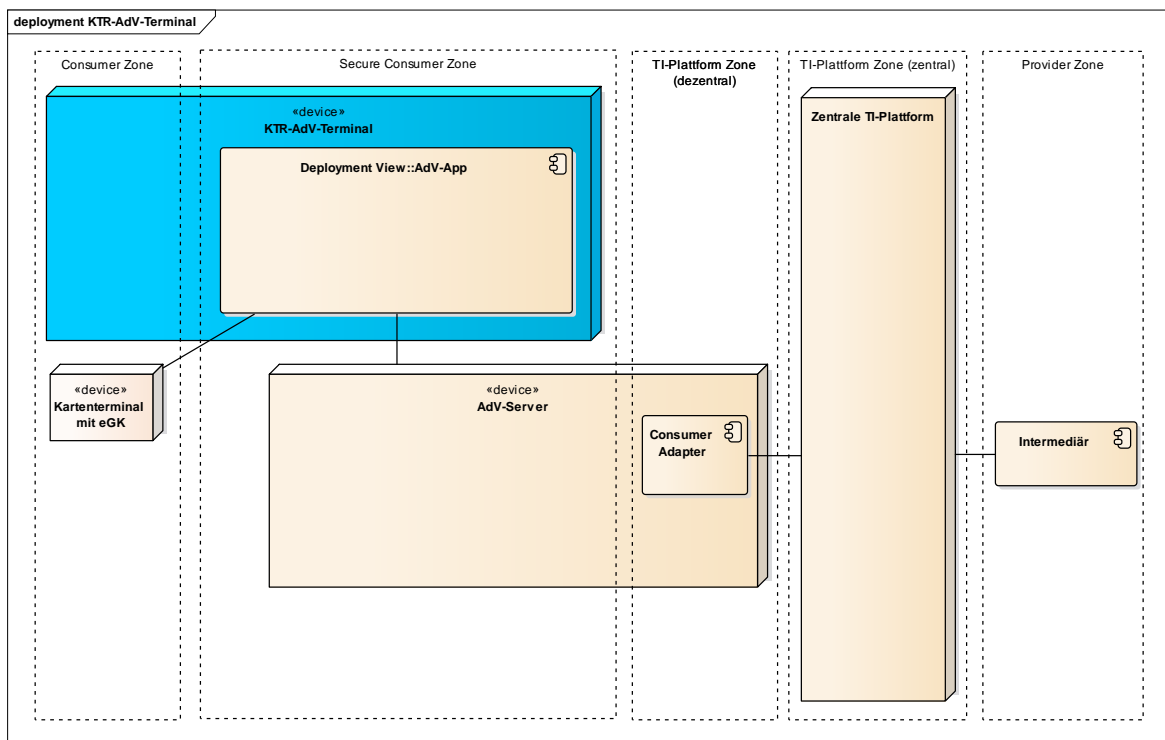 deployment KTR-AdV-Terminal
Consumer Zone
Secure Consumer Zone
TI-Plattform Zone
(dezentral)
TI-Plattform Zone (zentral)
Provider Zone
«device»
KTR-AdV-Terminal
Deployment View::AdV-App
Zentrale TI-Plattform
«device»
Kartenterminal
mit eGK
«device»
AdV-Server
Consumer
Adapter
Intermediär